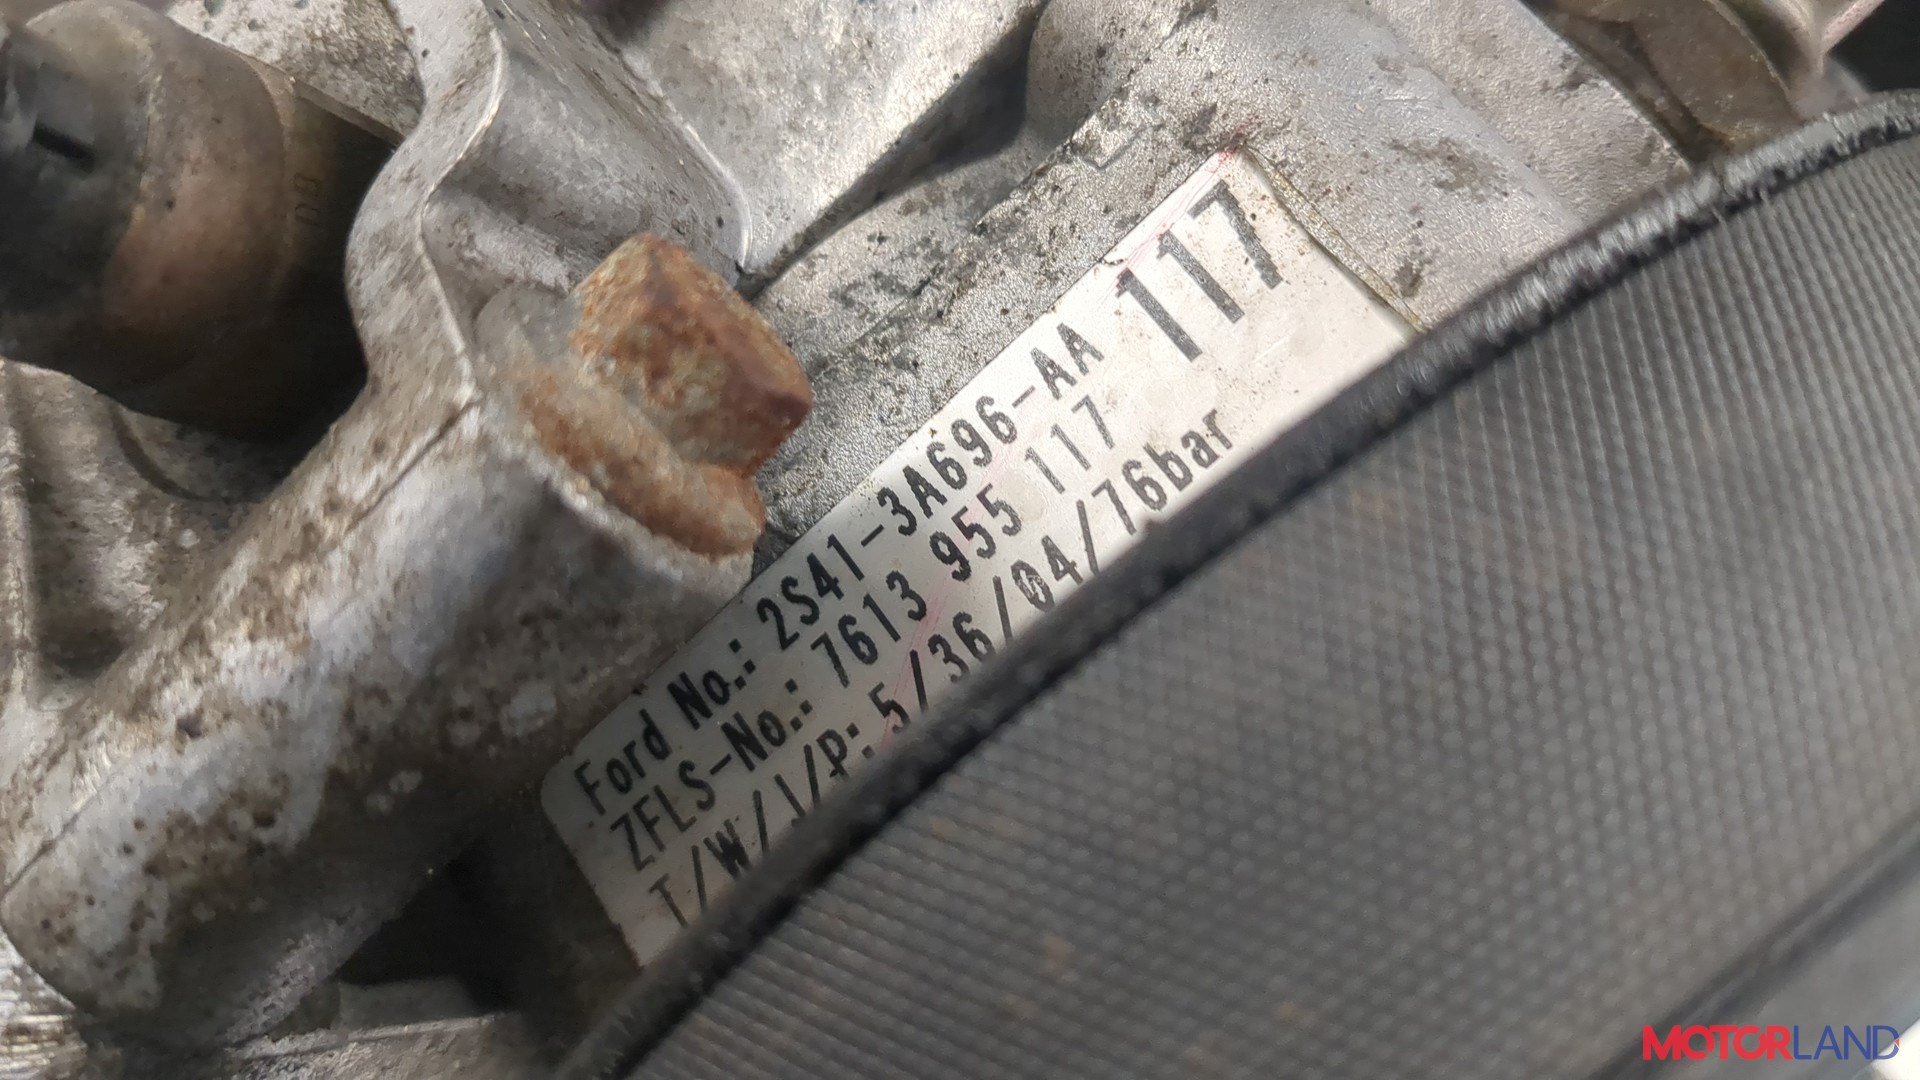 117
Ford No.: 2S41-3A696-AA
ZFLS-No.: 7613 955 117
T/W/J/P: 5/36/04/76bar
MOTORLAND